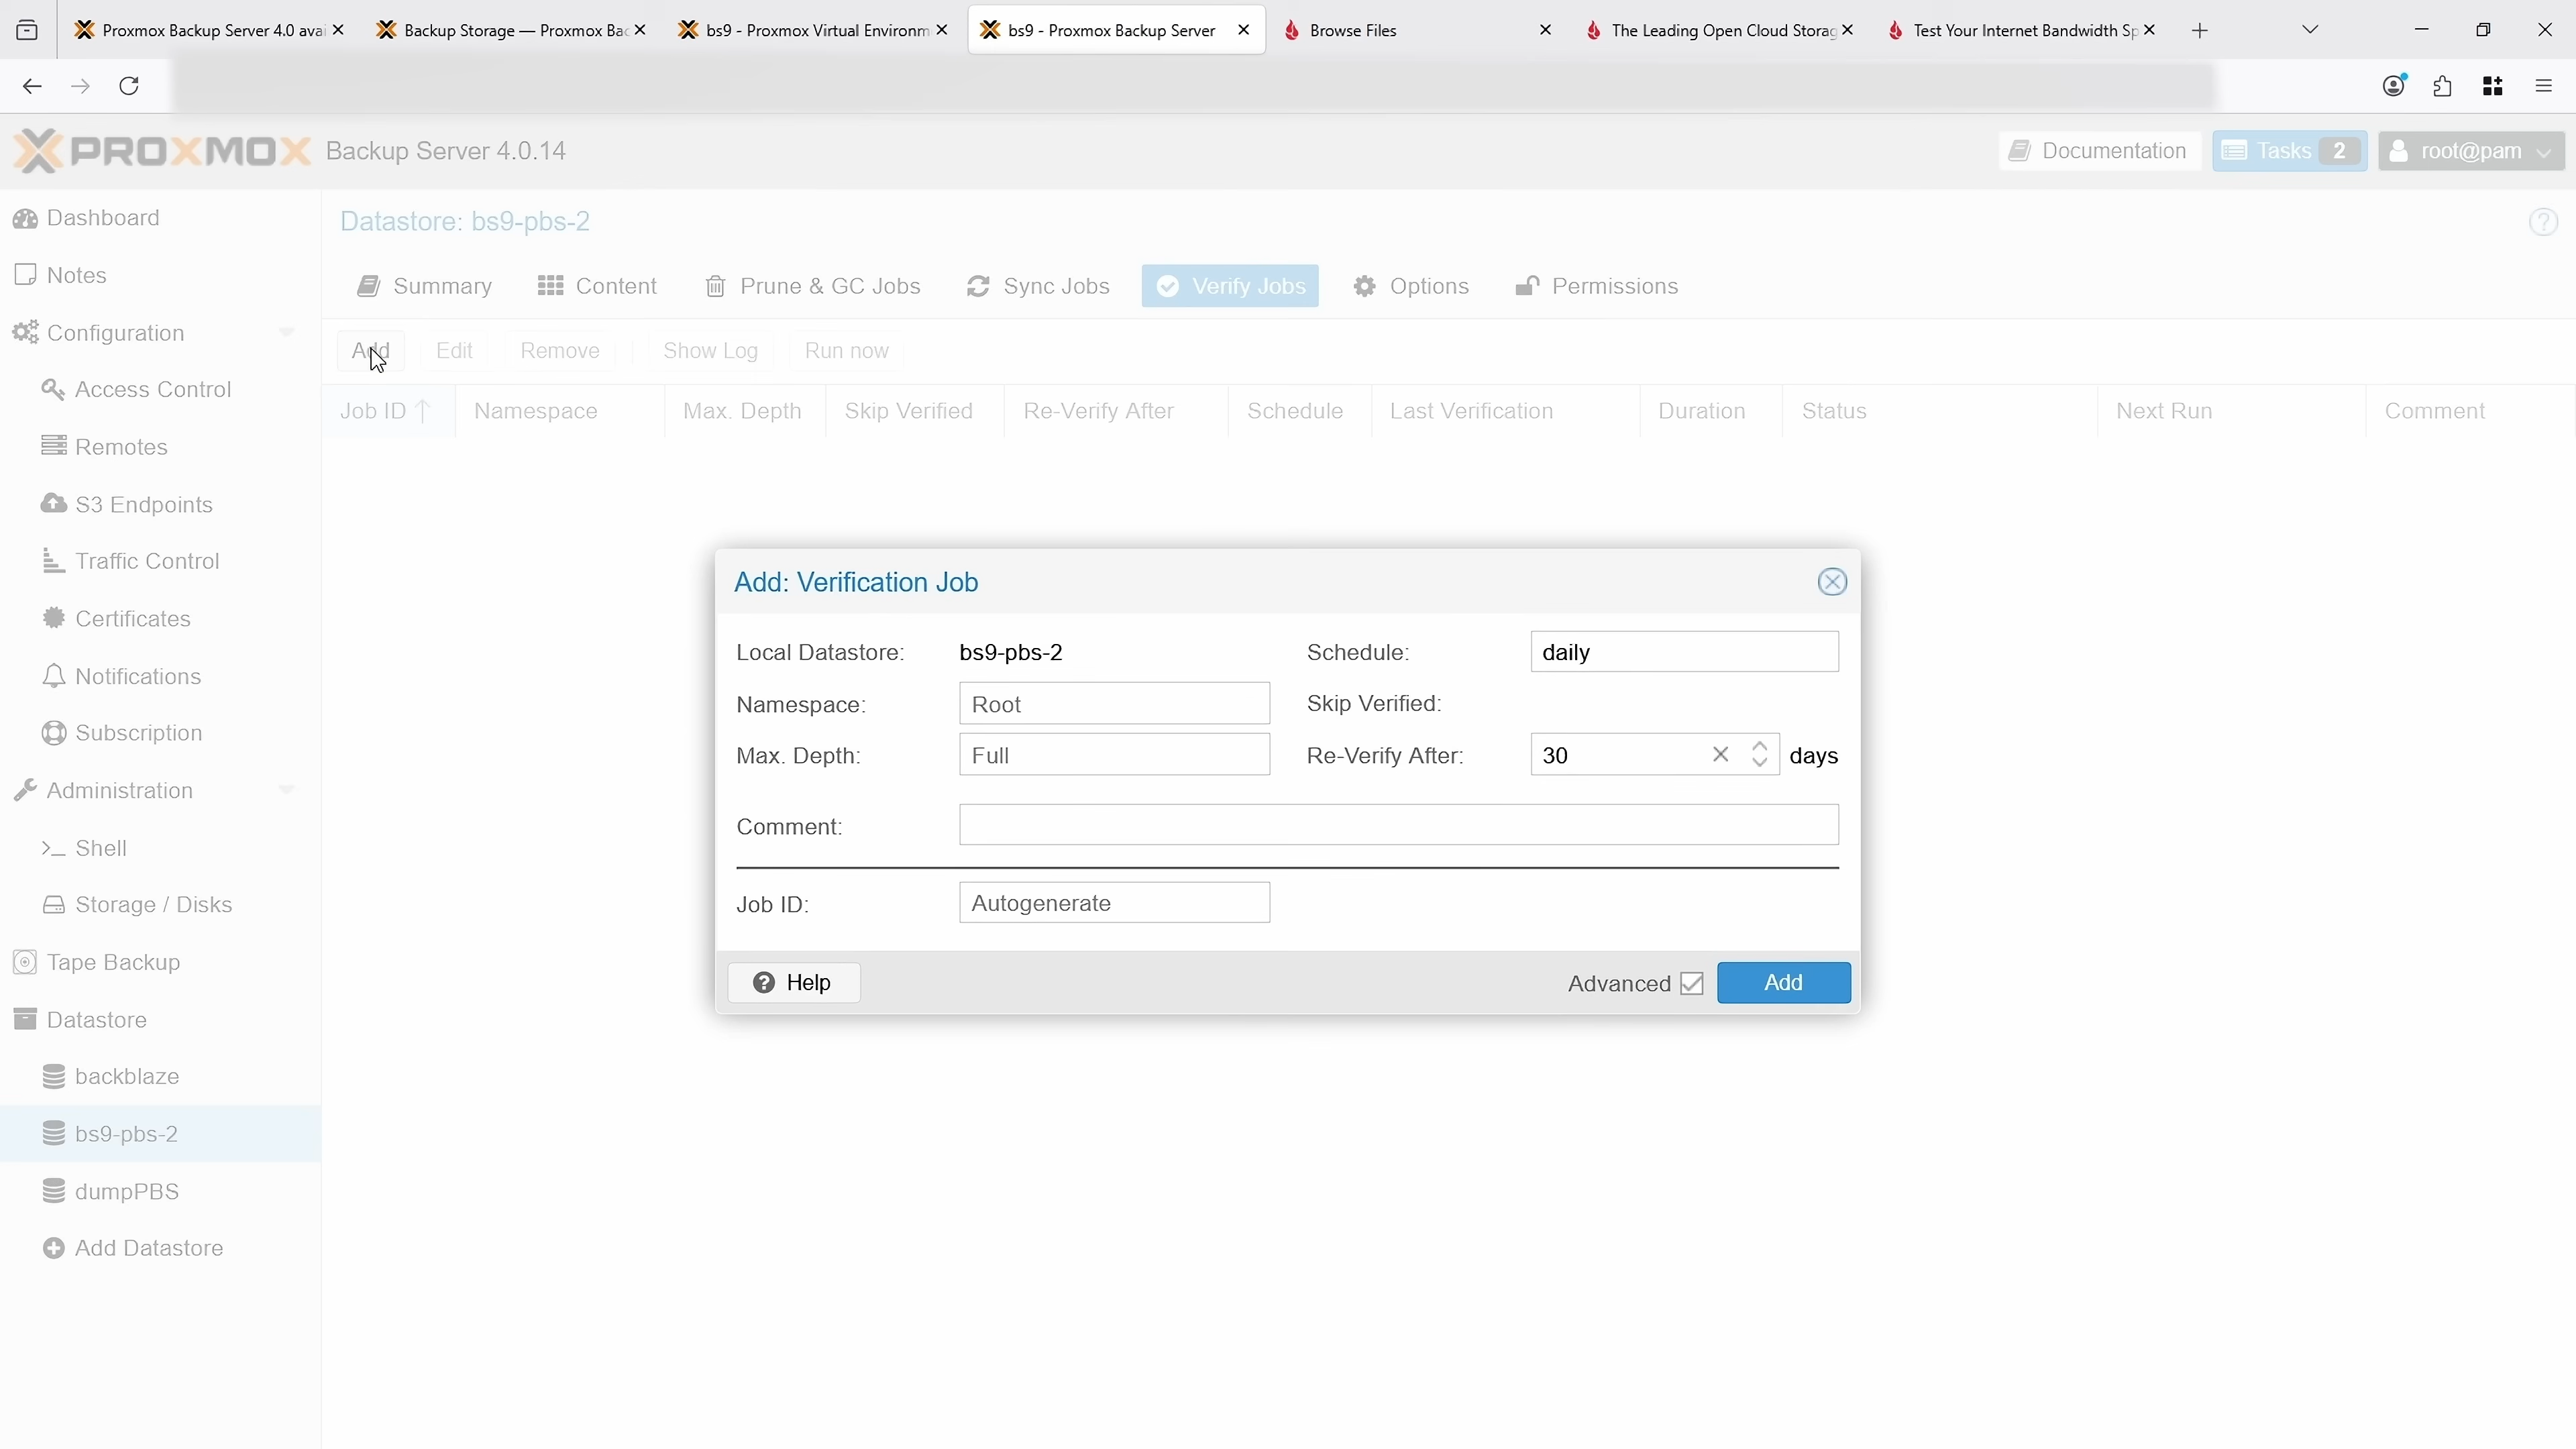 Proxmox Backup Server 4.0 avai
Backup Storage — Proxmox Bac
bs9 - Proxmox Virtual Environm
bs9 - Proxmox Backup Server
Browse Files
The Leading Open Cloud Storag
Test Your Internet Bandwidth Sp
PROXMOX Backup Server 4.0.14
Documentation
Tasks 2
root@pam
Dashboard
Notes
Configuration
Access Control
Remotes
S3 Endpoints
Traffic Control
Certificates
Notifications
Subscription
Administration
Shell
Storage / Disks
Tape Backup
Datastore
backblaze
bs9-pbs-2
dumpPBS
Add Datastore
Datastore: bs9-pbs-2
Summary Content Prune & GC Jobs Sync Jobs Verify Jobs Options Permissions
Add Edit Remove Show Log Run now
Job ID Namespace Max. Depth Skip Verified Re-Verify After Schedule Last Verification Duration Status Next Run Comment
Add: Verification Job
Local Datastore: bs9-pbs-2 Schedule: daily
Namespace: Root Skip Verified:
Max. Depth: Full Re-Verify After: 30 days
Comment:
Job ID: Autogenerate
Help Advanced Add